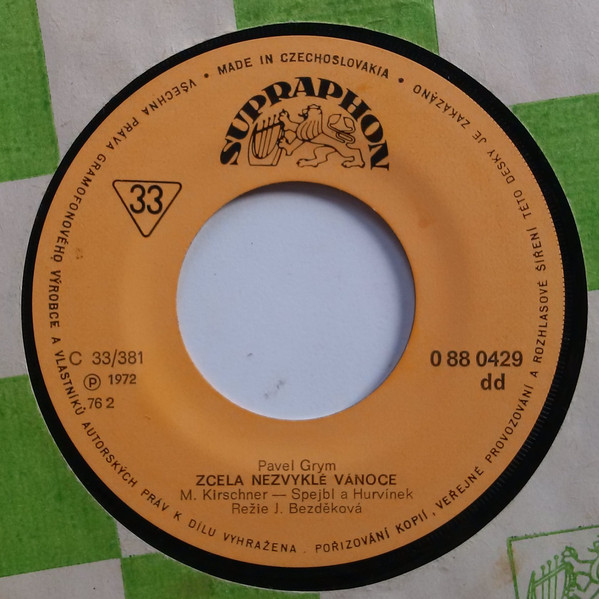 • MADE IN CZECHOSLOVAKIA •
SUPRAPHON
33
C 33/381
Ⓟ 1972
76 2
0 88 0429
dd
Pavel Grym
ZCELA NEZVYKLÉ VÁNOCE
M. Kirschner — Spejbl a Hurvínek
Režie J. Bezděková
VŠECHNA PRÁVA GRAMOFONOVÉHO VÝROBCE A VLASTNÍKŮ AUTORSKÝCH PRÁV K DÍLU VYHRAŽENA. POŘIZOVÁNÍ KOPIÍ, VEŘEJNÉ PROVOZOVÁNÍ A ROZHLASOVÉ ŠÍŘENÍ TÉTO DESKY JE ZAKÁZÁNO